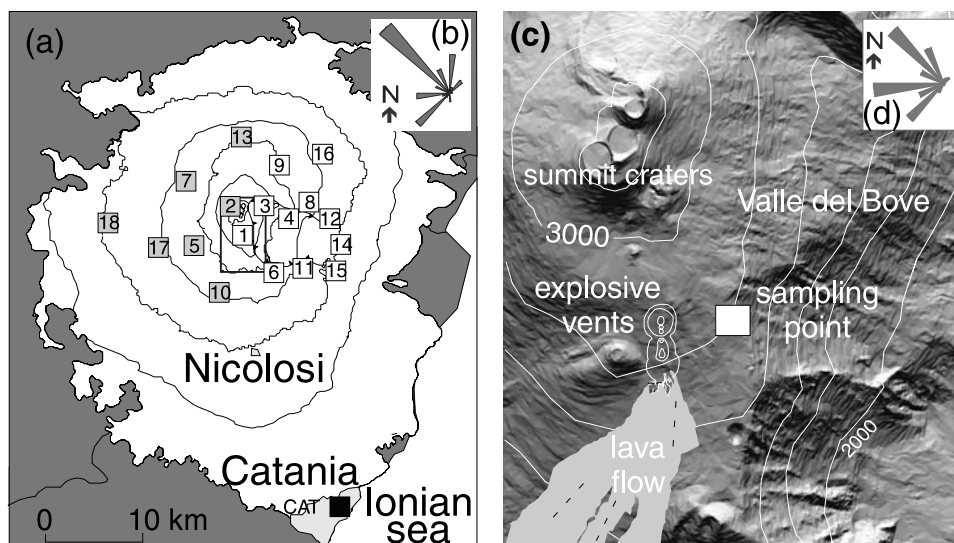 (a)
(b)
N
13
9
16
7
2
3
8
18
4
12
1
17
5
14
6
11
15
10
Nicolosi
Catania
CAT
Ionian
sea
0
10 km
(c)
N
(d)
summit craters
Valle del Bove
3000
explosive
vents
sampling
point
2000
lava
flow